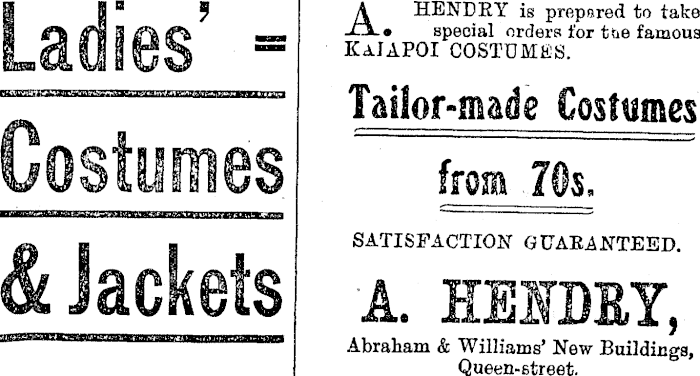 Ladies' =
Costumes
& Jackets
A. HENDRY is prepared to take
special orders for the famous
KAIAPOI COSTUMES.
Tailor-made Costumes
from 70s.
SATISFACTION GUARANTEED.
A. HENDRY,
Abraham & Williams' New Buildings,
Queen-street.